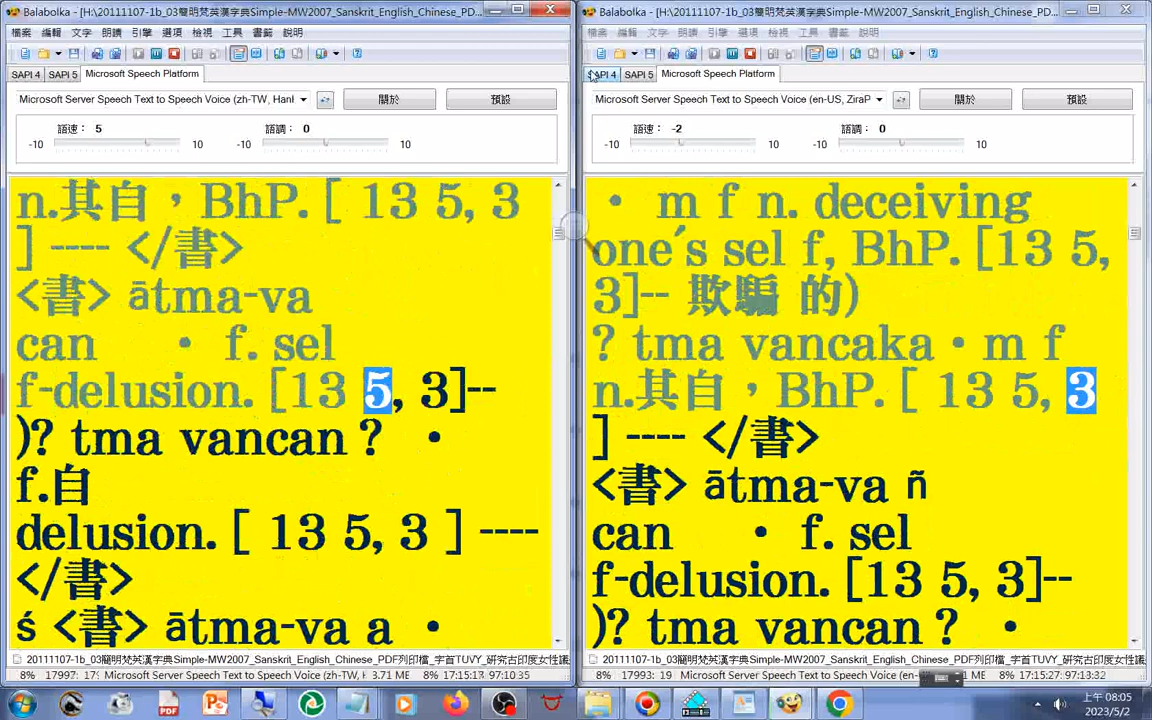 Balabolka - [H:\20111107-1b_03簡明梵英漢字典Simple-MW2007_Sanskrit_English_Chinese_PD...
檔案 編輯 文字 朗讀 引擎 選項 檢視 工具 書籤 說明
SAPI 4 SAPI 5 Microsoft Speech Platform
Microsoft Server Speech Text to Speech Voice (zh-TW, Hanl
關於 預設
語速： 5 語調： 0
-10 10 -10 10
n.其自，BhP. [ 13 5, 3
] ---- </書>
<書> ātma-va
can • f. sel
f-delusion. [13 5, 3]--
)? tma vancan ? •
f.自
delusion. [ 13 5, 3 ] ----
</書>
ś <書> ātma-va a •
20111107-1b_03簡明梵英漢字典Simple-MW2007_Sanskrit_English_Chinese_PDF列印檔_字首TUVY_研究古印度女性議
8% 17997: 17 Microsoft Server Speech Text to Speech Voice (zh-TW, H 3.71 ME 8% 17:15:17 97:10:35
Balabolka - [H:\20111107-1b_03簡明梵英漢字典Simple-MW2007_Sanskrit_English_Chinese_PD...
檔案 編輯 文字 朗讀 引擎 選項 檢視 工具 書籤 說明
SAPI 4 SAPI 5 Microsoft Speech Platform
Microsoft Server Speech Text to Speech Voice (en-US, ZiraP
關於 預設
語速： -2 語調： 0
-10 10 -10 10
• m f n. deceiving
one´s sel f, BhP. [13 5,
3]-- 欺騙 的)
? tma vancaka • m f
n.其自，BhP. [ 13 5, 3
] ---- </書>
<書> ātma-va ñ
can • f. sel
f-delusion. [13 5, 3]--
)? tma vancan ? •
20111107-1b_03簡明梵英漢字典Simple-MW2007_Sanskrit_English_Chinese_PDF列印檔_字首TUVY_研究古印度女性議
8% 17993: 19 Microsoft Server Speech Text to Speech Voice 8% 17:15:27 97:13:32
上午 08:05
2023/5/2